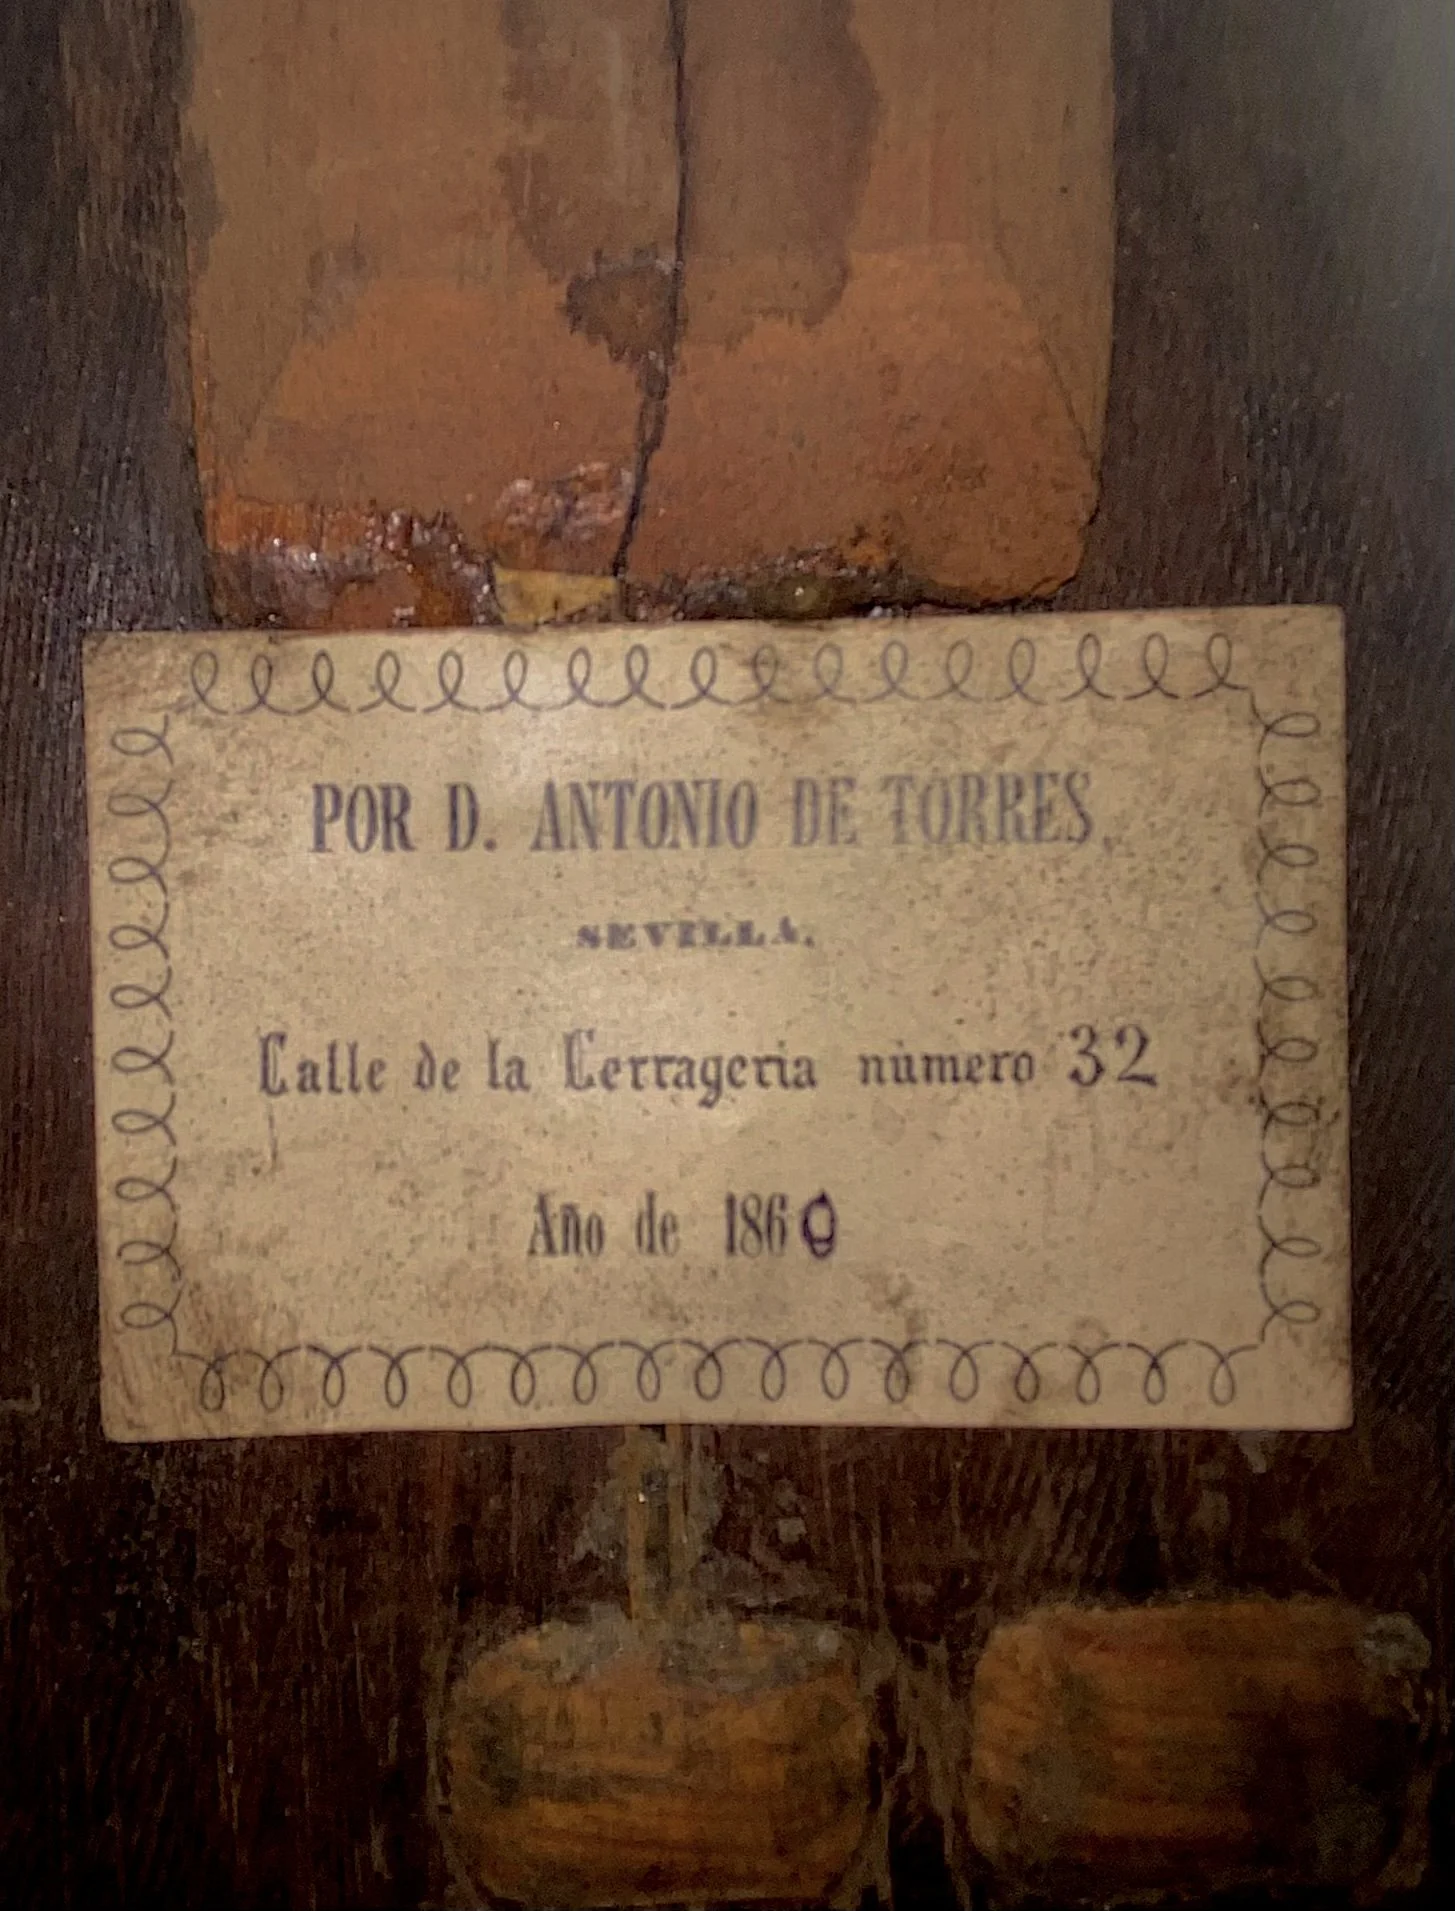 POR D. ANTONIO DE TORRES.
SEVILLA.
Calle de la Cerrageria número 32
Año de 1860